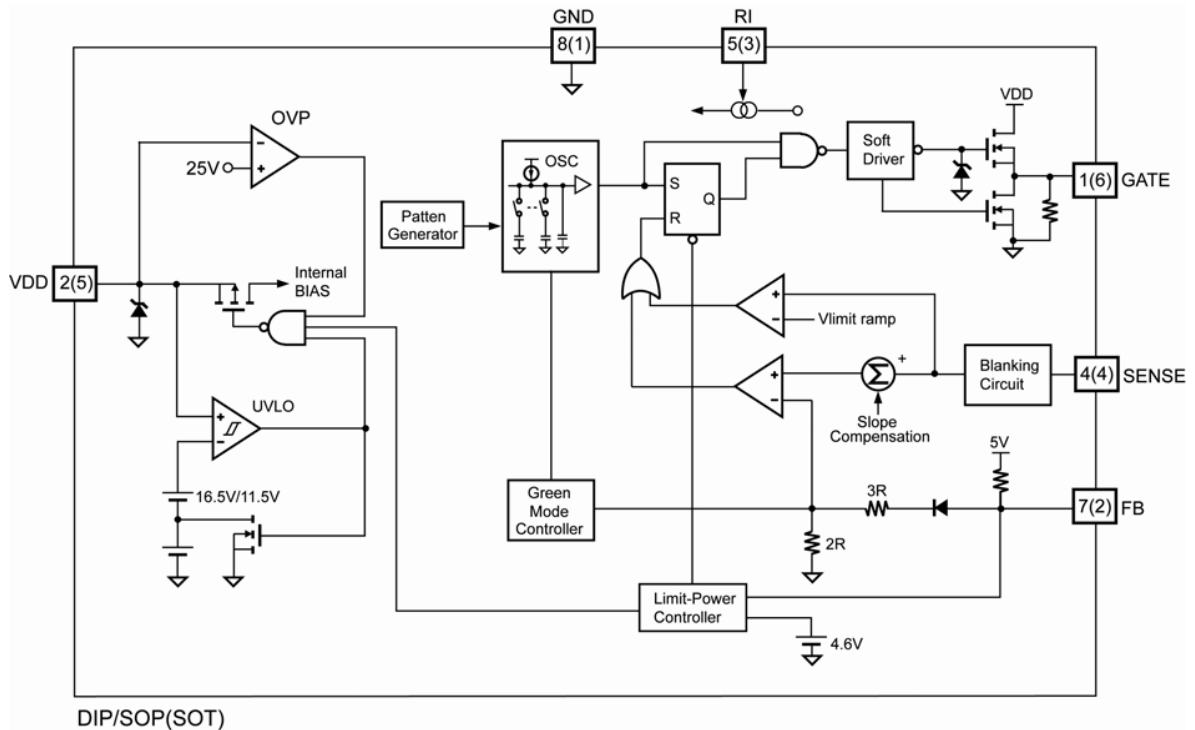 GND
8(1)
RI
5(3)
VDD
OVP
25V
OSC
Soft
Driver
1(6)
GATE
S
Q
R
Patten
Generator
VDD
2(5)
Internal
BIAS
+
-
Vlimit ramp
+
Σ
Blanking
Circuit
4(4)
SENSE
UVLO
Slope
Compensation
5V
16.5V/11.5V
Green
Mode
Controller
3R
7(2)
FB
2R
Limit-Power
Controller
4.6V
DIP/SOP(SOT)